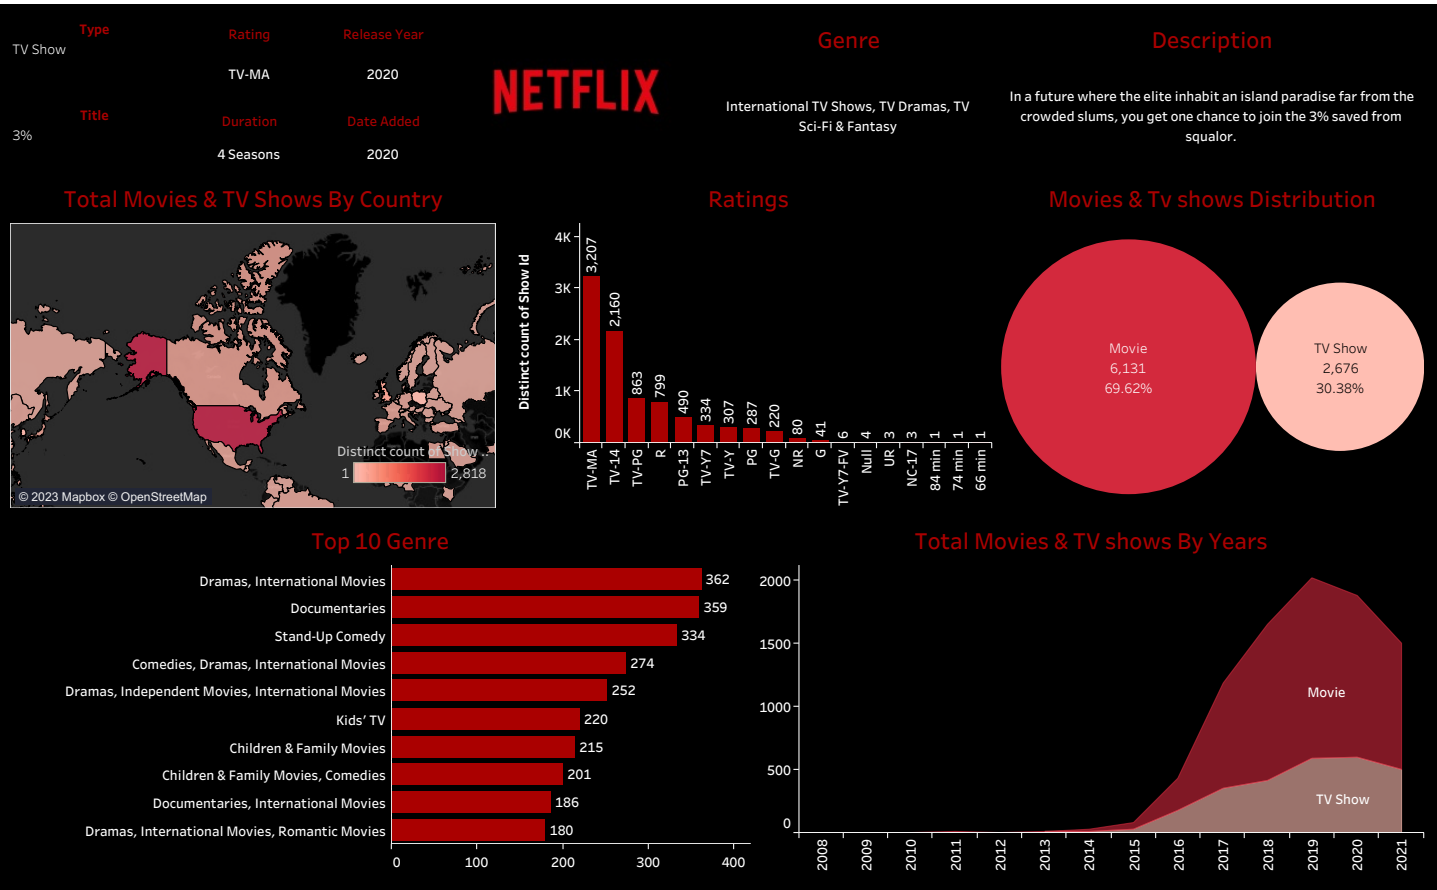 Type
TV Show
Rating
Release Year
TV-MA
2020
Title
3%
Duration
Date Added
4 Seasons
2020
NETFLIX
Genre
International TV Shows, TV Dramas, TV
Sci-Fi & Fantasy
Description
In a future where the elite inhabit an island paradise far from the
crowded slums, you get one chance to join the 3% saved from
squalor.
Total Movies & TV Shows By Country
Distinct count of Show ..
1
2,818
© 2023 Mapbox © OpenStreetMap
Ratings
Distinct count of Show Id
4K
3K
2K
1K
0K
3,207
2,160
863
799
490
334
307
287
220
80
41
6
4
3
3
1
1
1
TV-MA
TV-14
TV-PG
R
PG-13
TV-Y7
TV-Y
PG
TV-G
NR
G
TV-Y7-FV
Null
UR
NC-17
84 min
74 min
66 min
Movies & Tv shows Distribution
Movie
6,131
69.62%
TV Show
2,676
30.38%
Top 10 Genre
Dramas, International Movies
362
Documentaries
359
Stand-Up Comedy
334
Comedies, Dramas, International Movies
274
Dramas, Independent Movies, International Movies
252
Kids' TV
220
Children & Family Movies
215
Children & Family Movies, Comedies
201
Documentaries, International Movies
186
Dramas, International Movies, Romantic Movies
180
0
100
200
300
400
Total Movies & TV shows By Years
2000
1500
1000
500
0
Movie
TV Show
2008
2009
2010
2011
2012
2013
2014
2015
2016
2017
2018
2019
2020
2021